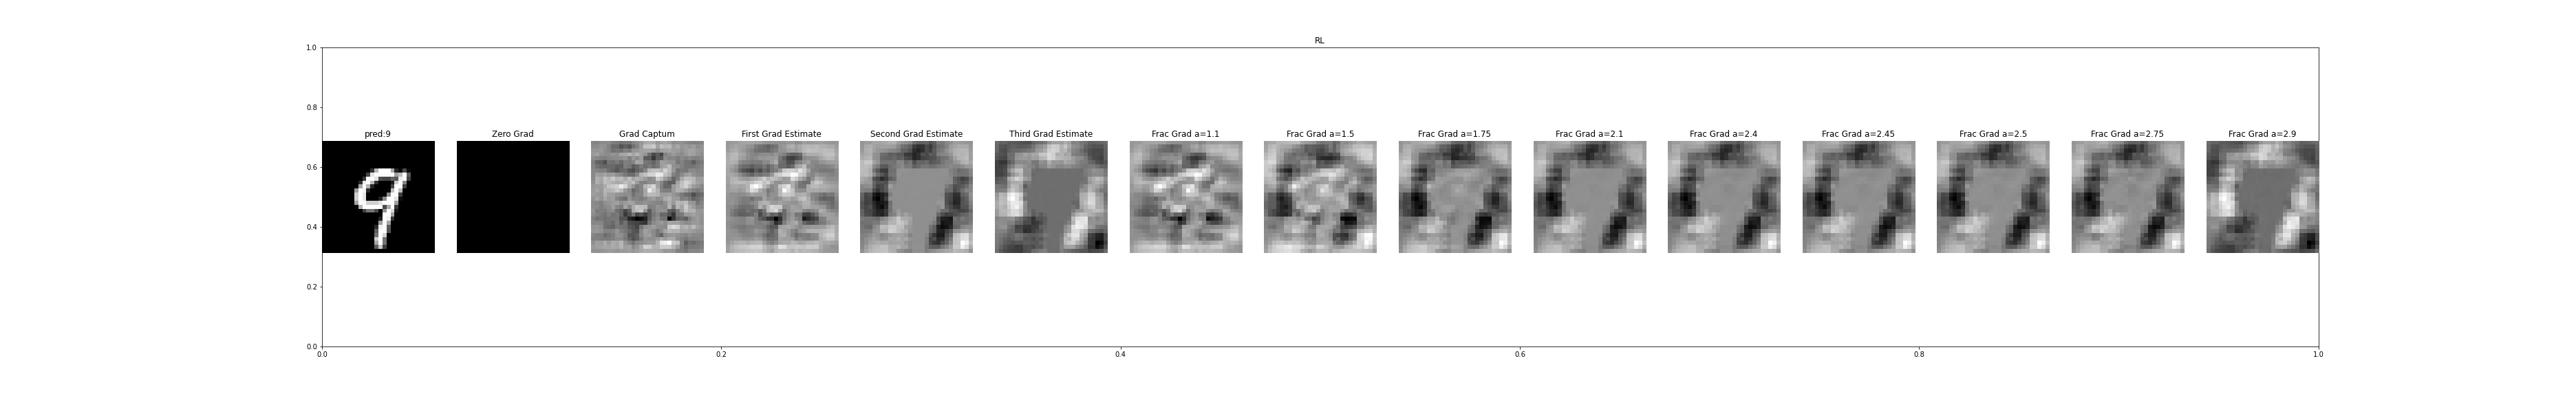 RL
pred:9 Zero Grad Grad Captum First Grad Estimate Second Grad Estimate Third Grad Estimate Frac Grad a=1.1 Frac Grad a=1.5 Frac Grad a=1.75 Frac Grad a=2.1 Frac Grad a=2.4 Frac Grad a=2.45 Frac Grad a=2.5 Frac Grad a=2.75 Frac Grad a=2.9
9
1.0
0.8
0.6
0.4
0.2
0.0
0.0 0.2 0.4 0.6 0.8 1.0